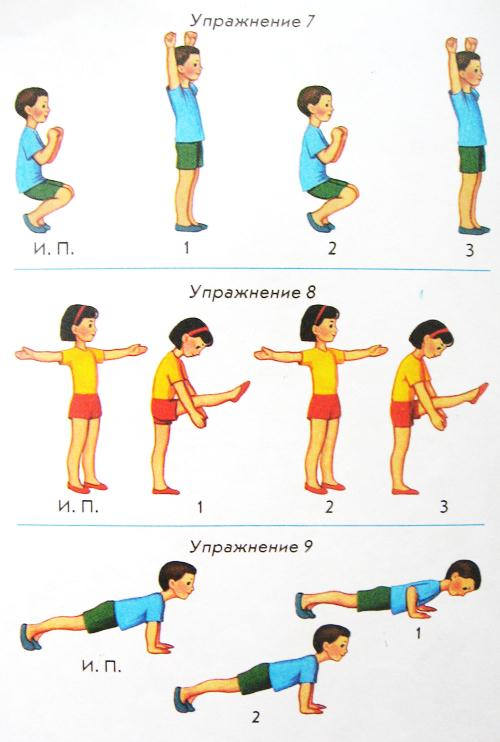 Упражнение 7
И. П. 1 2 3
Упражнение 8
И. П. 1 2 3
Упражнение 9
1
И. П.
2